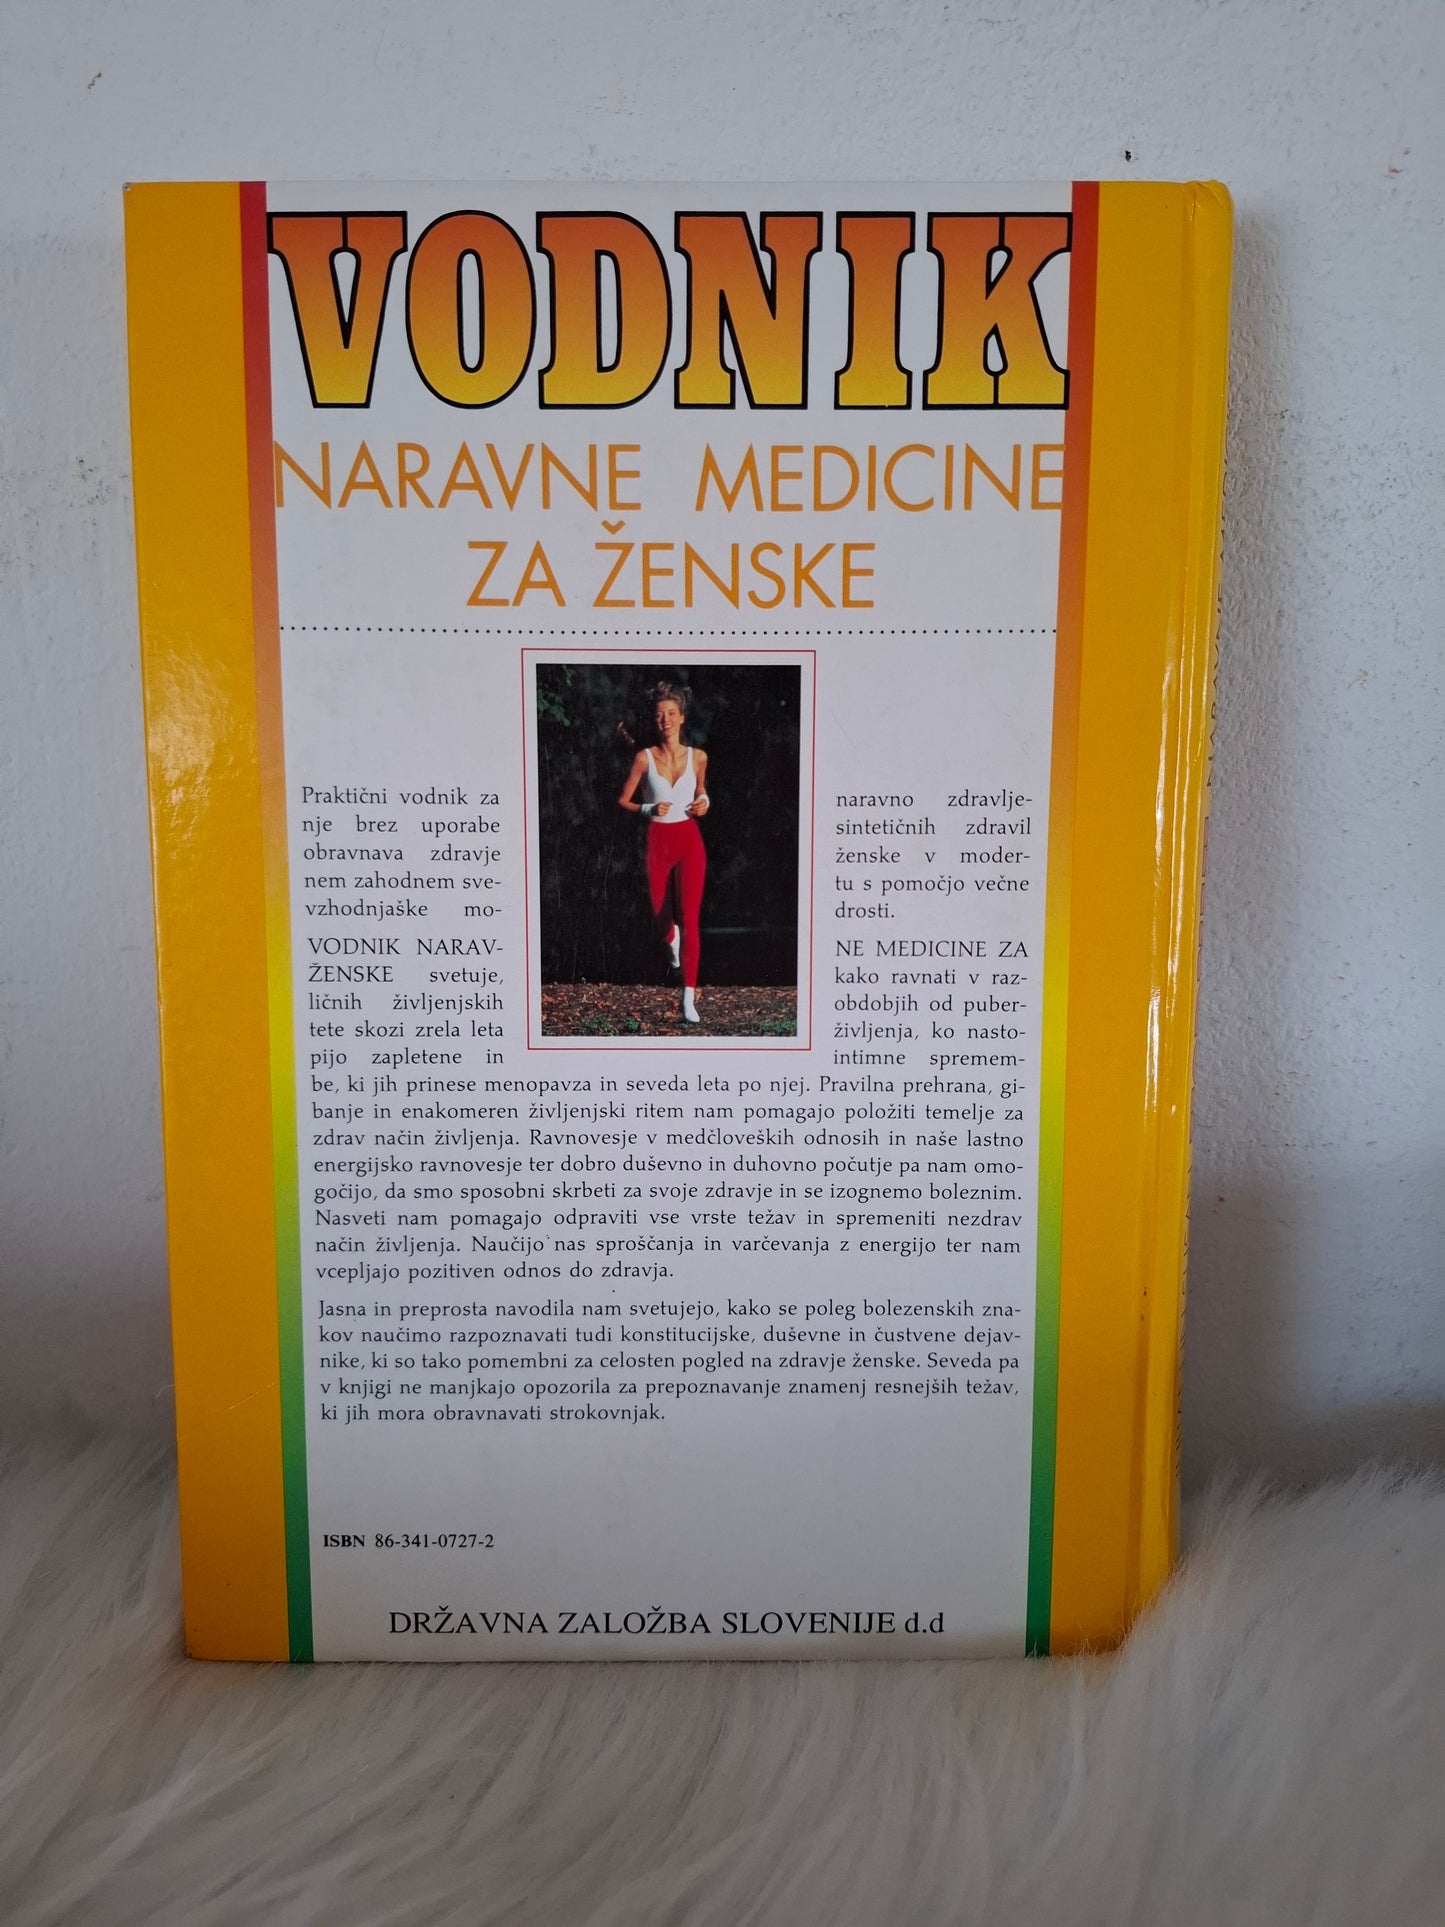 VODNIK
NARAVNE MEDICINE
ZA ŽENSKE
Praktični vodnik za naravno zdravlje-
nje brez uporabe sintetičnih zdravil
obravnava zdravje ženske v moder-
nem zahodnem sve- tu s pomočjo večne
vzhodnjaške mo- drosti.
VODNIK NARAV- NE MEDICINE ZA
ŽENSKE svetuje, kako ravnati v raz-
ličnih življenjskih obdobjih od puber-
tete skozi zrela leta življenja, ko nasto-
pijo zapletene in intimne spremem-
be, ki jih prinese menopavza in seveda leta po njej. Pravilna prehrana, gi-
banje in enakomeren življenjski ritem nam pomagajo položiti temelje za
zdrav način življenja. Ravnovesje v medčloveških odnosih in naše lastno
energijsko ravnovesje ter dobro duševno in duhovno počutje pa nam omo-
gočijo, da smo sposobni skrbeti za svoje zdravje in se izognemo boleznim.
Nasveti nam pomagajo odpraviti vse vrste težav in spremeniti nezdrav
način življenja. Naučijo nas sproščanja in varčevanja z energijo ter nam
vcepljajo pozitiven odnos do zdravja.
Jasna in preprosta navodila nam svetujejo, kako se poleg bolezenskih zna-
kov naučimo razpoznavati tudi konstitucijske, duševne in čustvene dejav-
nike, ki so tako pomembni za celosten pogled na zdravje ženske. Seveda pa
v knjigi ne manjkajo opozorila za prepoznavanje znamenj resnejših težav,
ki jih mora obravnavati strokovnjak.
ISBN 86-341-0727-2
DRŽAVNA ZALOŽBA SLOVENIJE d.d